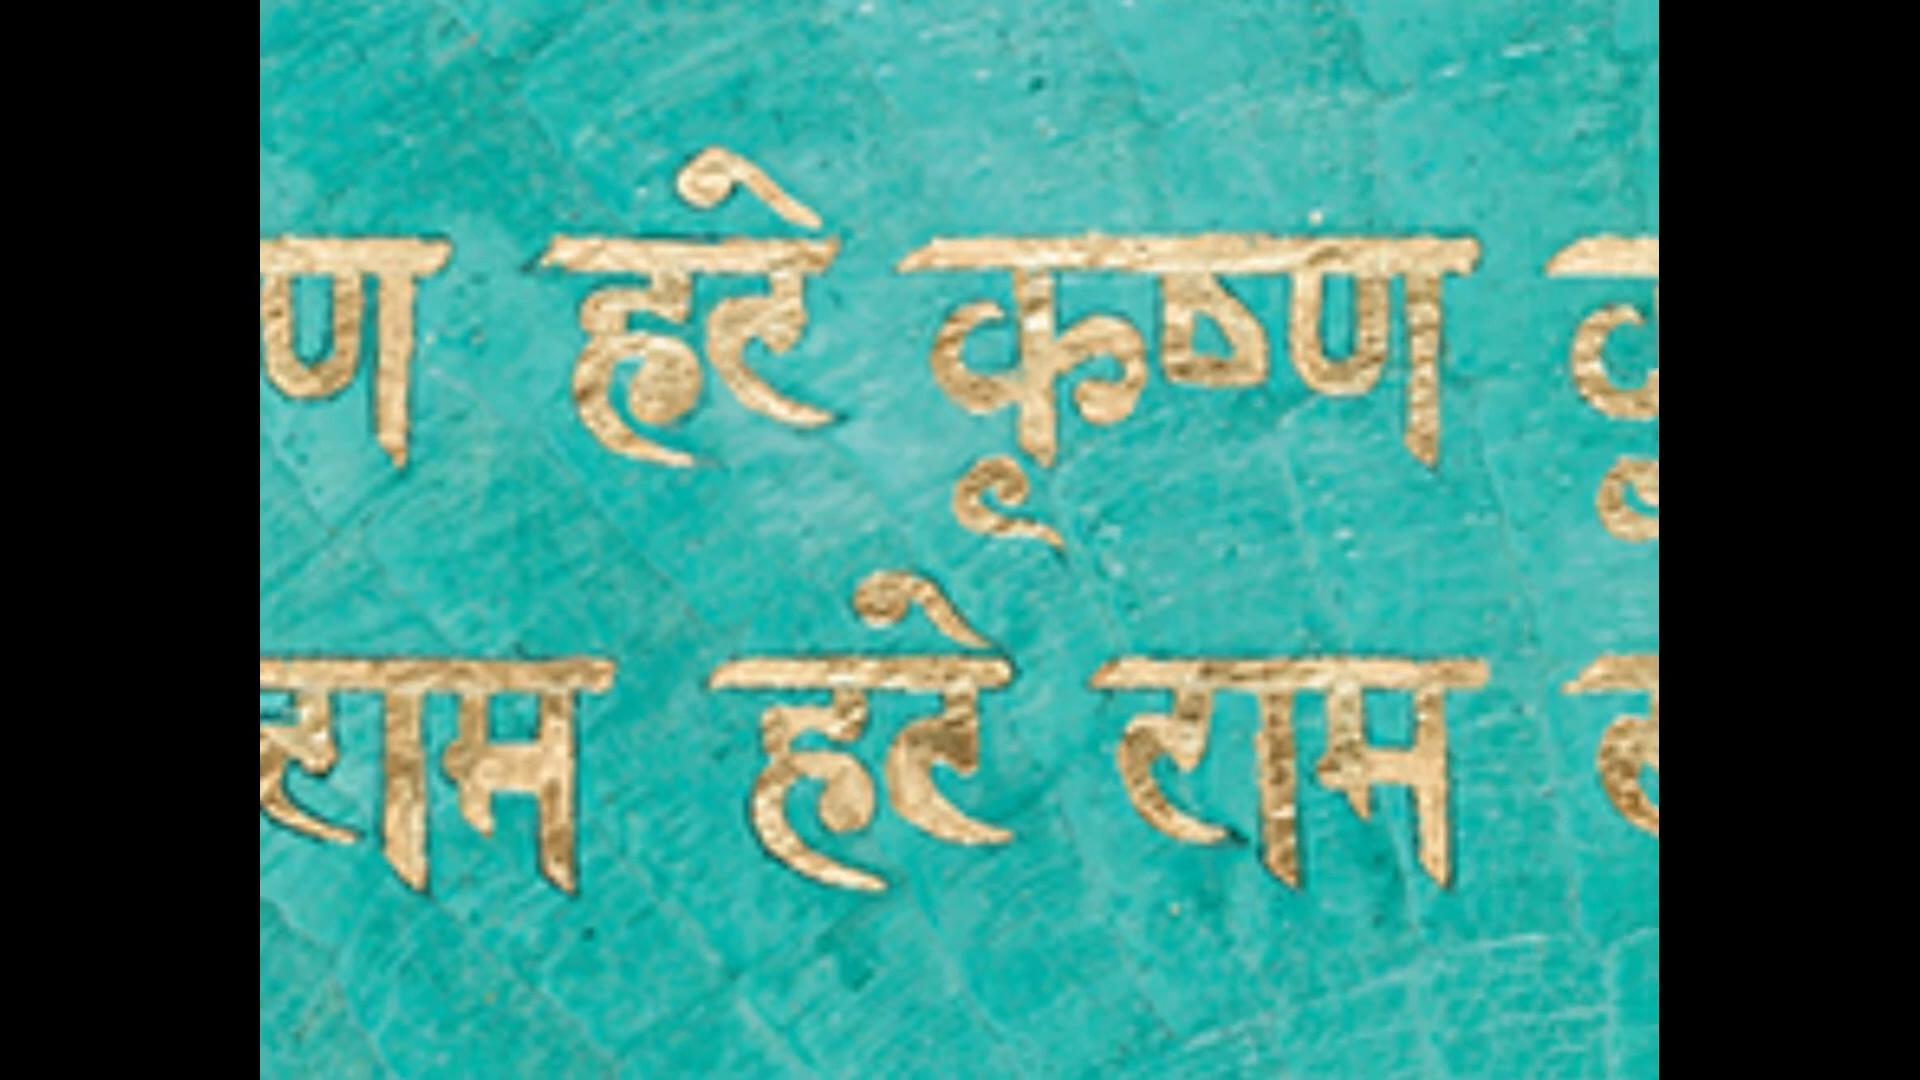 ण हरे कृष्ण
राम हरे राम